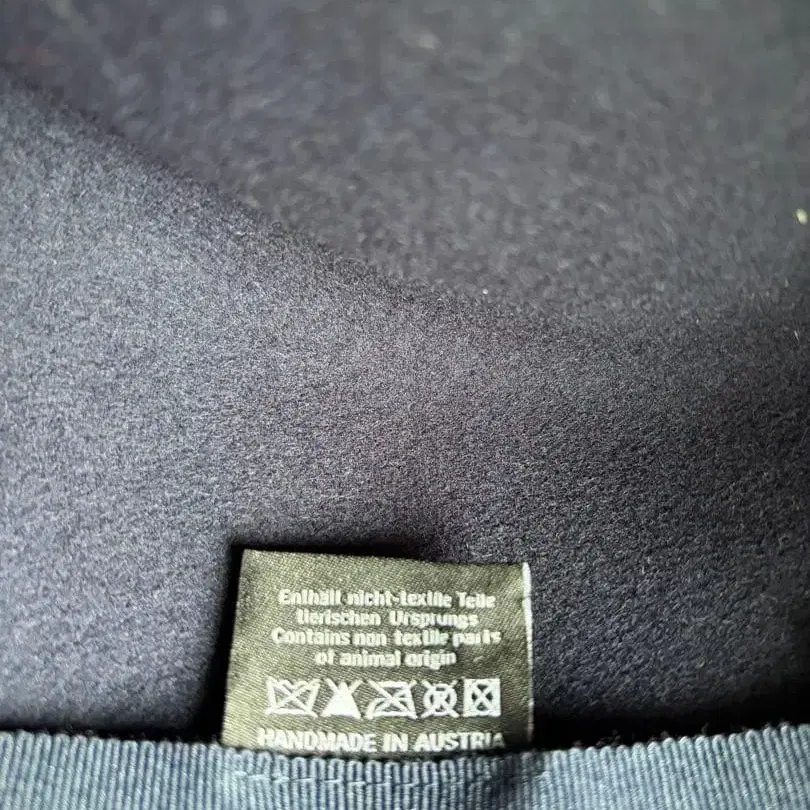 Enthält nicht-textile Teile
tierischen Ursprungs
Contains non textile parts
of animal origin
HANDMADE IN AUSTRIA